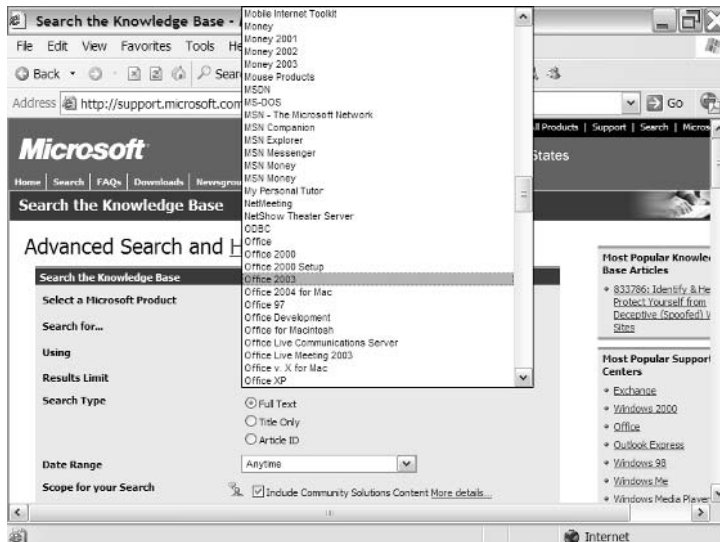 Search the Knowledge Base -
File Edit View Favorites Tools
Back
Address http://support.microsoft.com
Go
All Products | Support | Search |
Microsoft
States
Home | Search | FAQs | Downloads |
Search the Knowledge Base
Advanced Search and
Search the Knowledge Base
Select a Microsoft Product
Mobile Internet Toolkit
Money
Money 2001
Money 2002
Money 2003
Mouse Products
MSDN
MS-DOS
MSN - The Microsoft Network
MSN Companion
MSN Explorer
MSN Messenger
MSN Money
MSN Money
My Personal Tutor
NetMeeting
NetShow Theater Server
ODBC
Office
Office 2000
Office 2000 Setup
Office 2003
Office 2004 for Mac
Office 97
Office Development
Office for Macintosh
Office Live Communications Server
Office Live Meeting 2003
Office v. X for Mac
Office XP
Search for...
Using
Results Limit
Search Type
Full Text
Title Only
Article ID
Date Range Anytime
Scope for your Search Include Community Solutions Content More details...
Most Popular
Base Articles
833786: Identify &
Protect Yourself from
Deceptive (Spoofed)
Sites
Most Popular Support
Centers
Exchange
Windows 2000
Office
Outlook Express
Windows 98
Windows Me
Windows Media Player
Internet